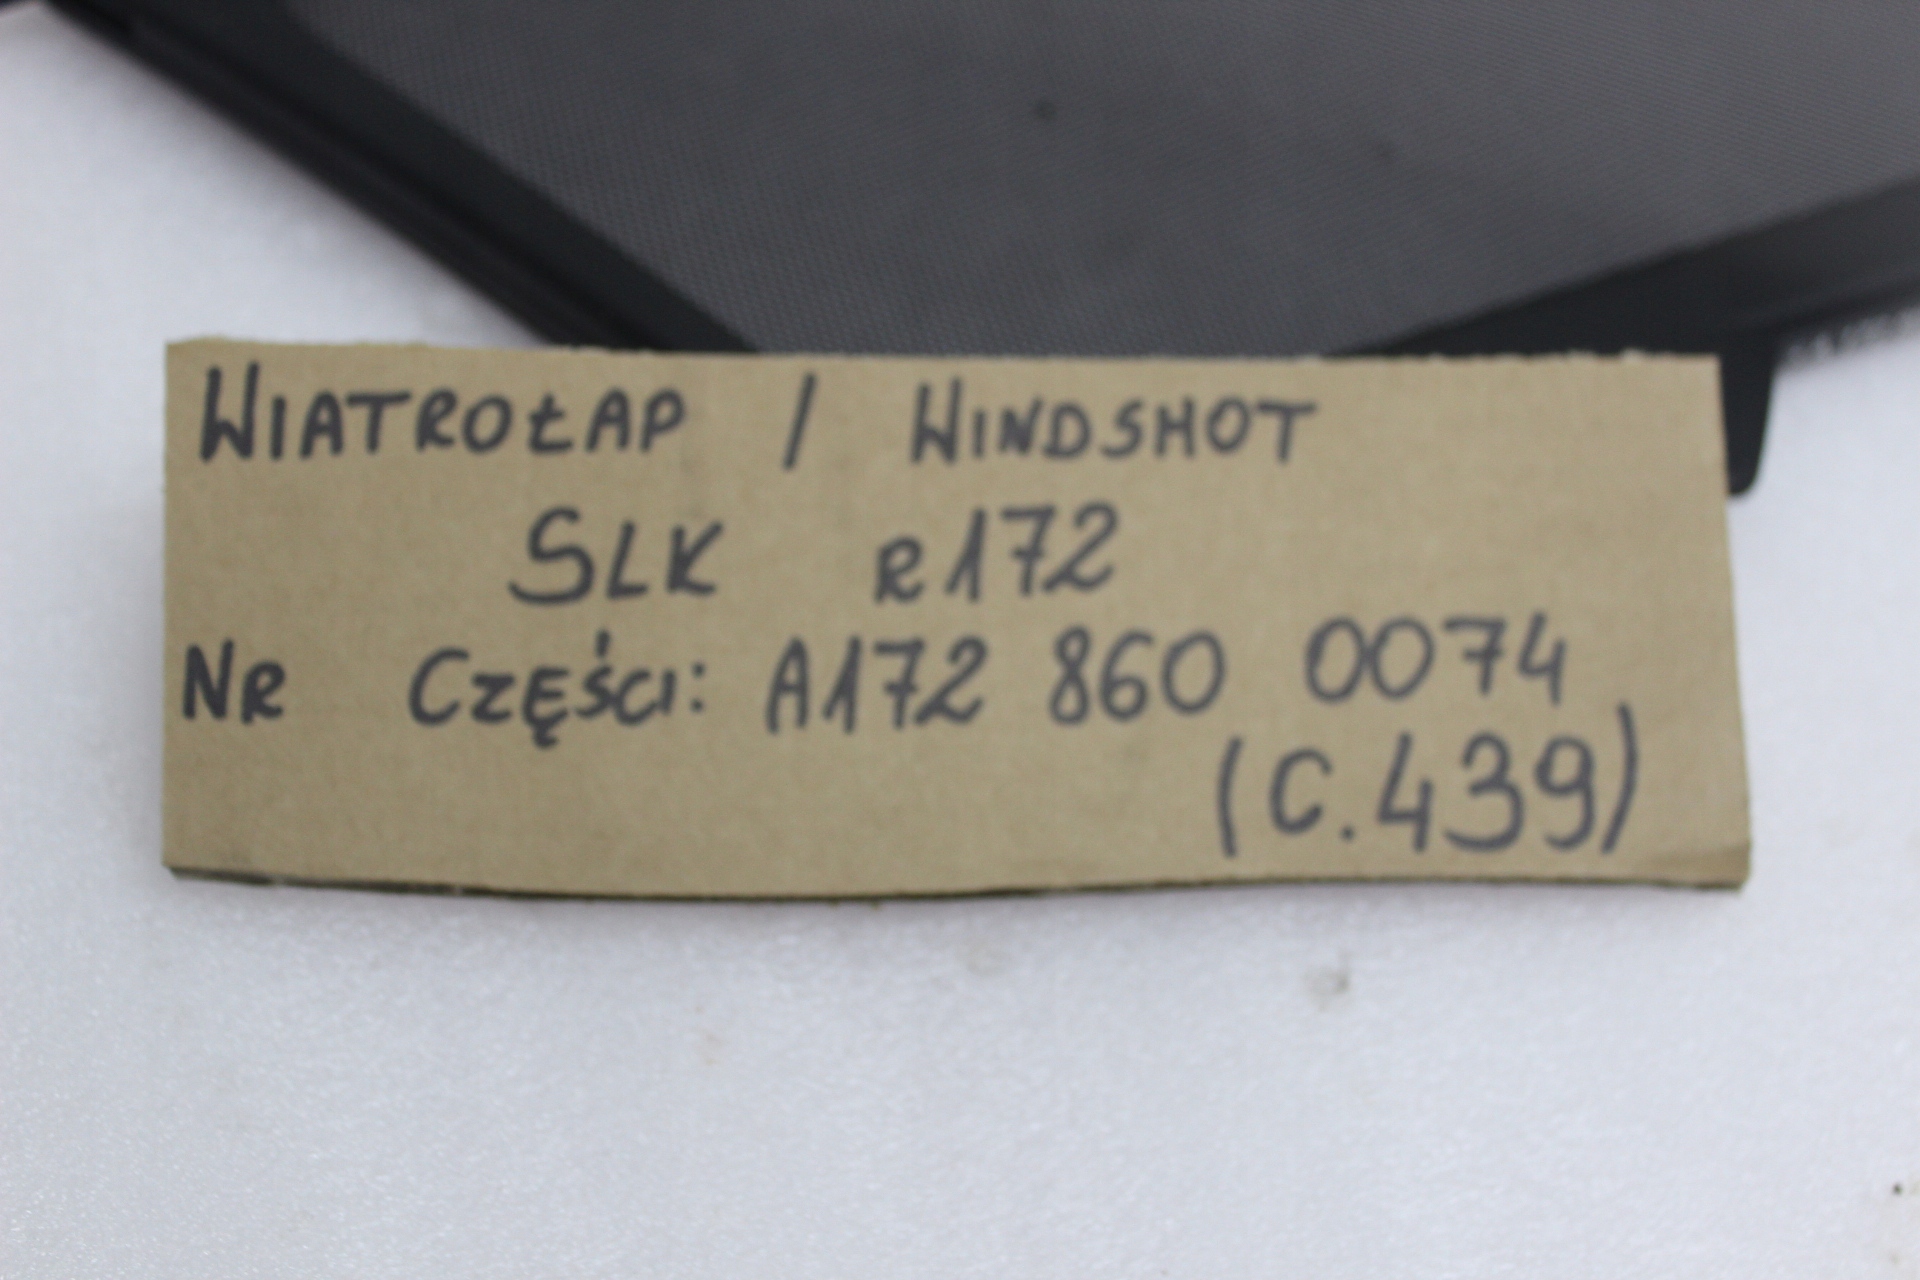 WIATROŁAP / WINDSHOT
SLK R172
NR CZĘŚCI: A172 860 0074
(C.439)